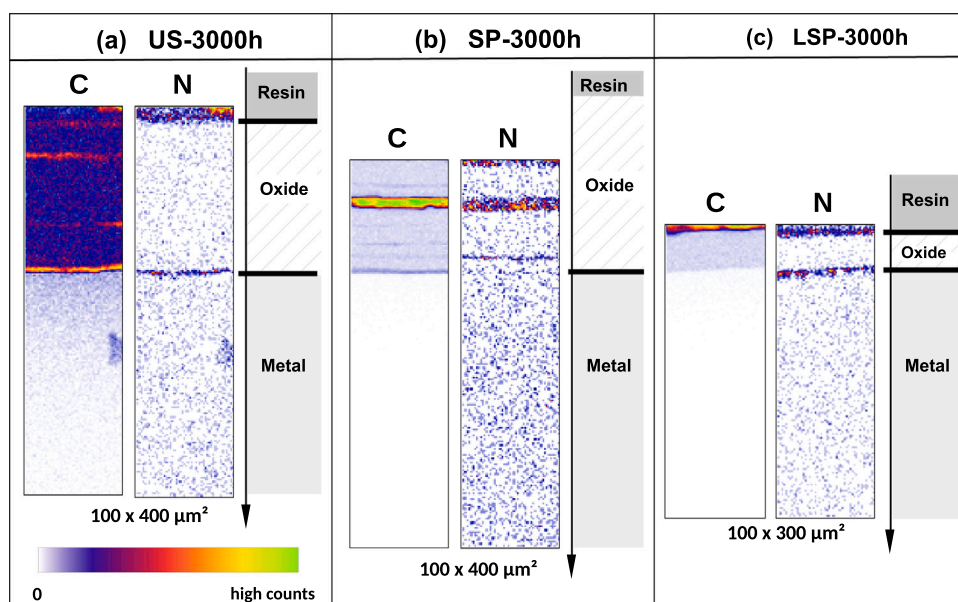 (a) US-3000h
C N
Resin
Oxide
Metal
100 x 400 µm²
0 high counts
(b) SP-3000h
C N
Resin
Oxide
Metal
100 x 400 µm²
(c) LSP-3000h
C N
Resin
Oxide
Metal
100 x 300 µm²